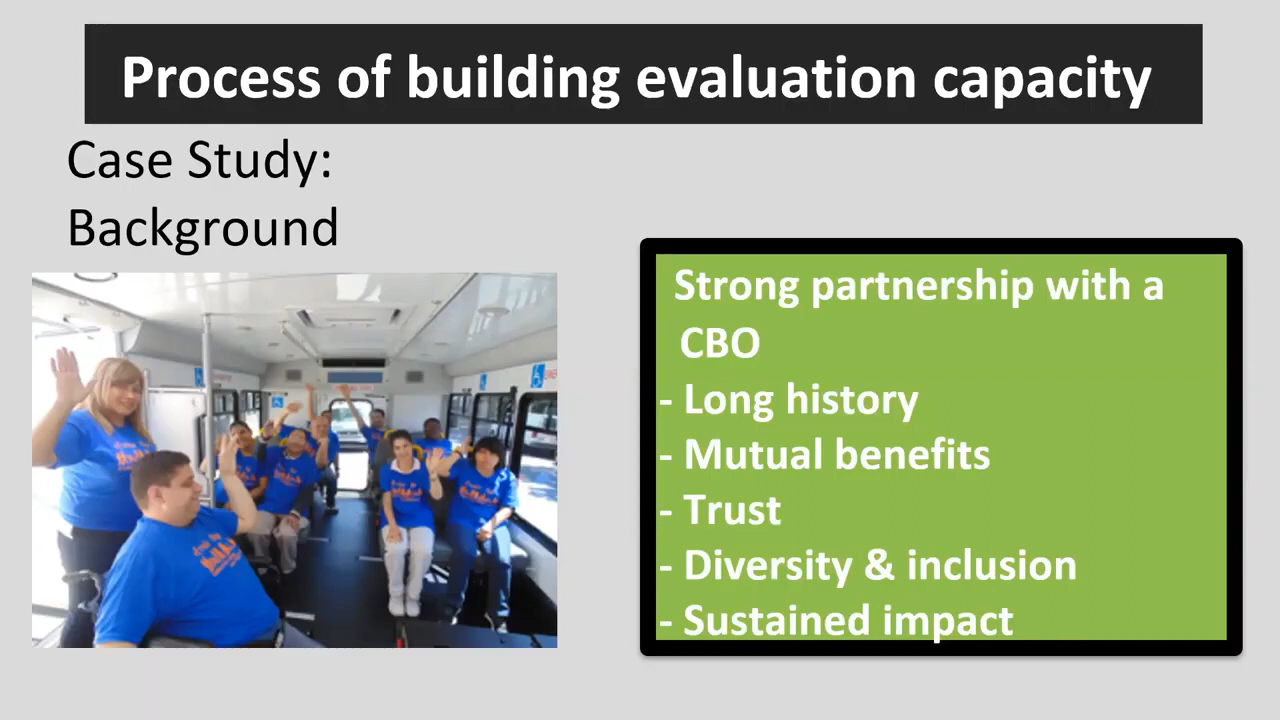 Process of building evaluation capacity
Case Study:
Background
Strong partnership with a
CBO
- Long history
- Mutual benefits
- Trust
- Diversity & inclusion
- Sustained impact